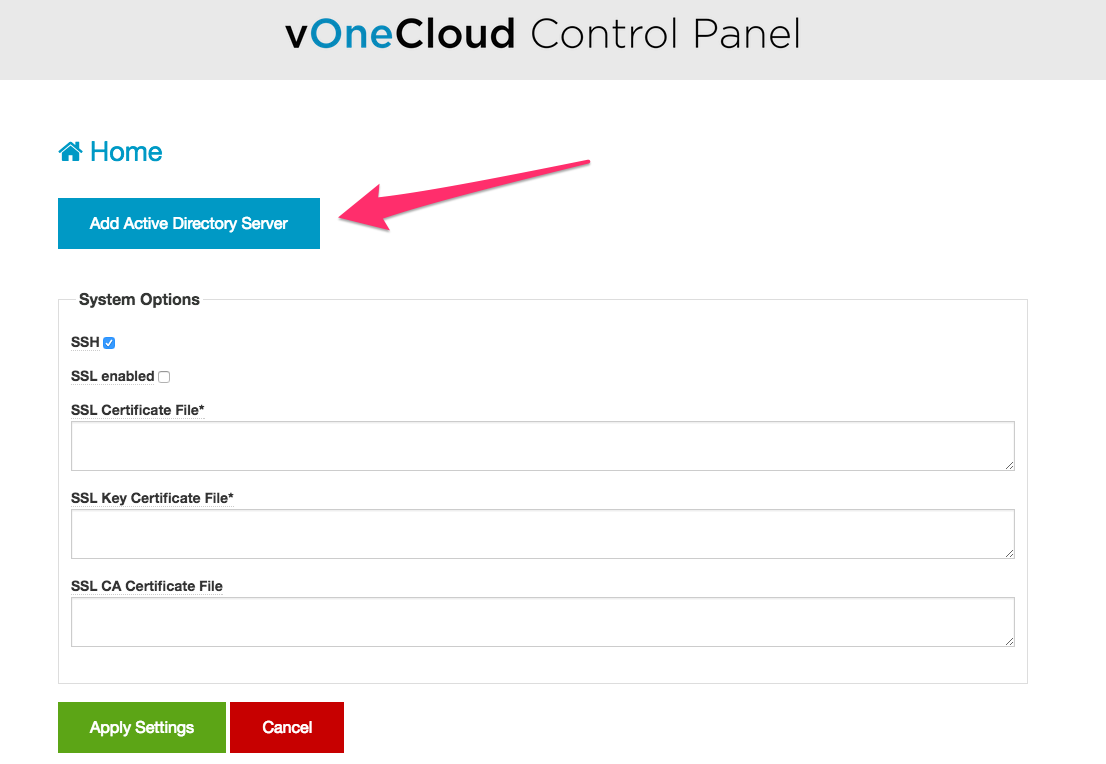 vOneCloud Control Panel
Home
Add Active Directory Server
System Options
SSH
SSL enabled
SSL Certificate File*
SSL Key Certificate File*
SSL CA Certificate File
Apply Settings
Cancel